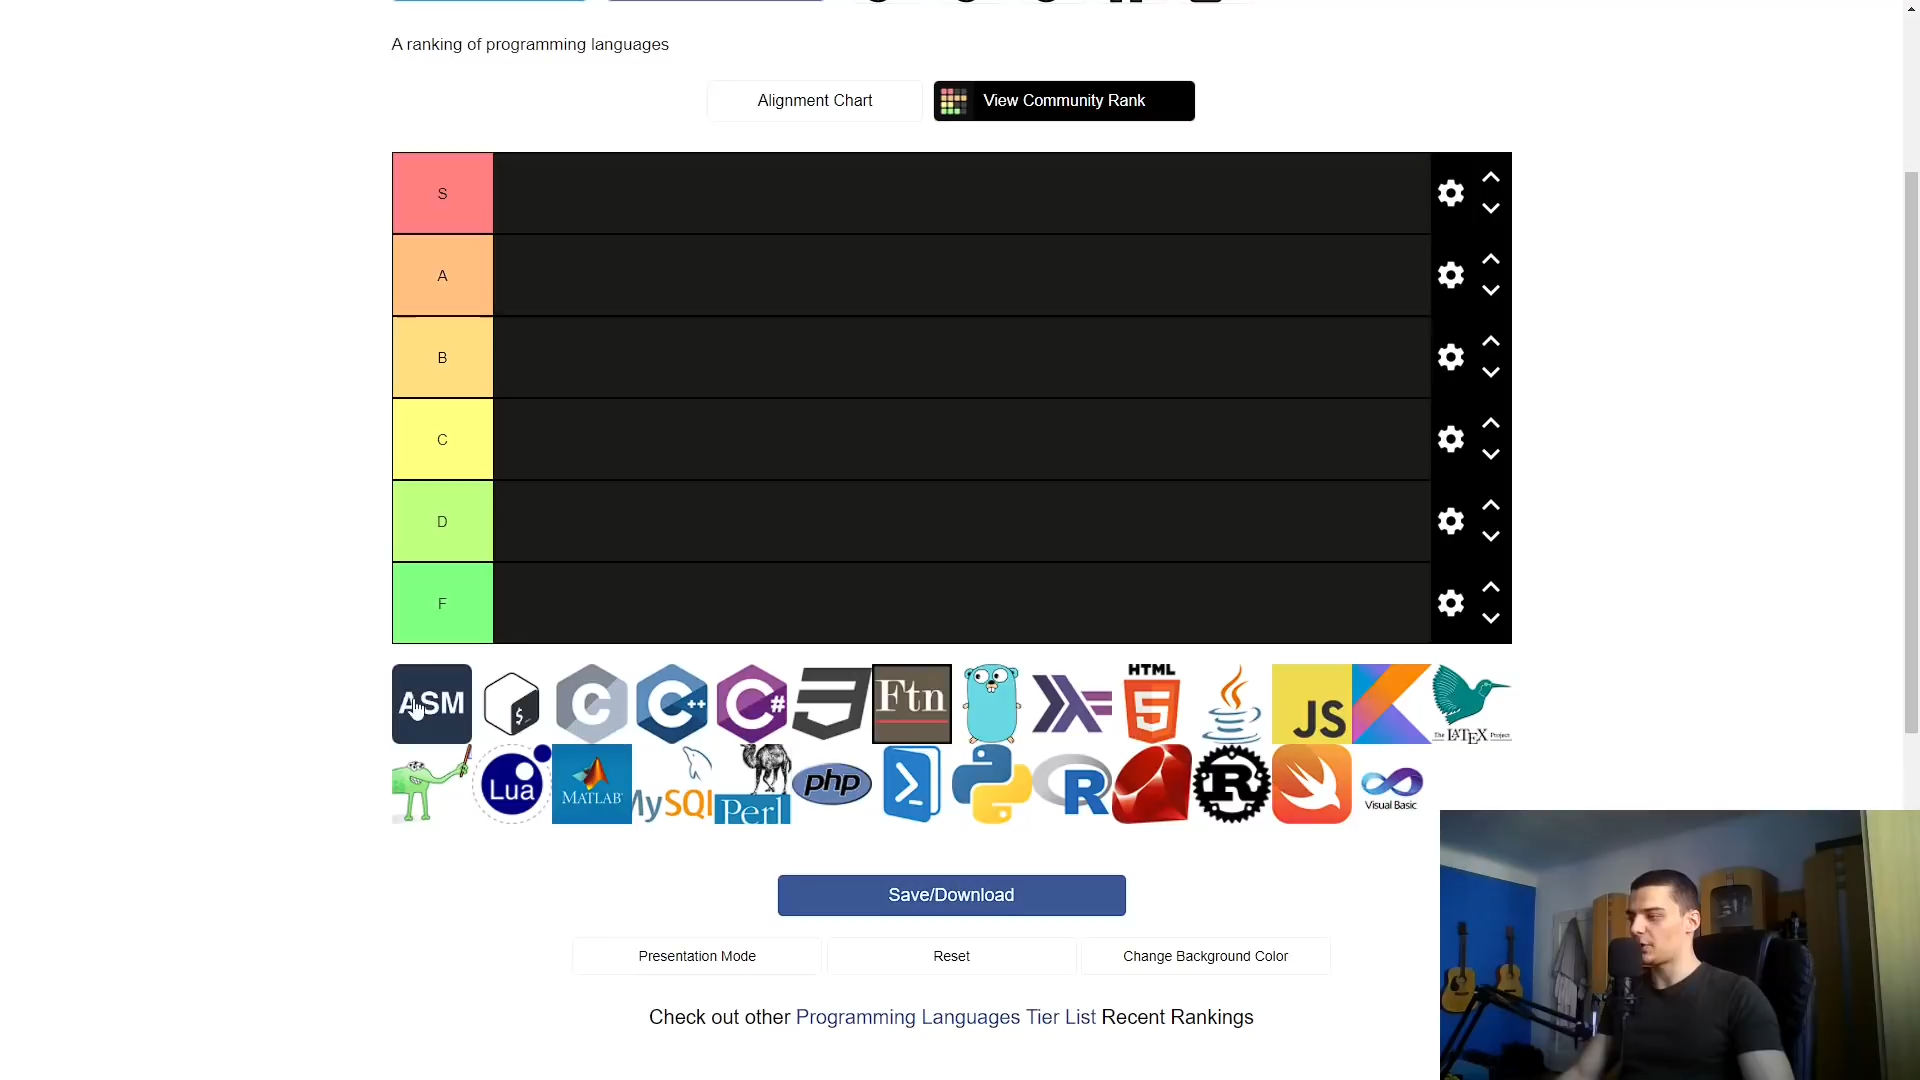 A ranking of programming languages
Alignment Chart
View Community Rank
S
A
B
C
D
F
ASM $_ C C++ C# Ftn HTML 5 JS The LATEX Project
Lua MATLAB MySQL Perl php R R Visual Basic
Save/Download
Presentation Mode Reset Change Background Color
Check out other Programming Languages Tier List Recent Rankings